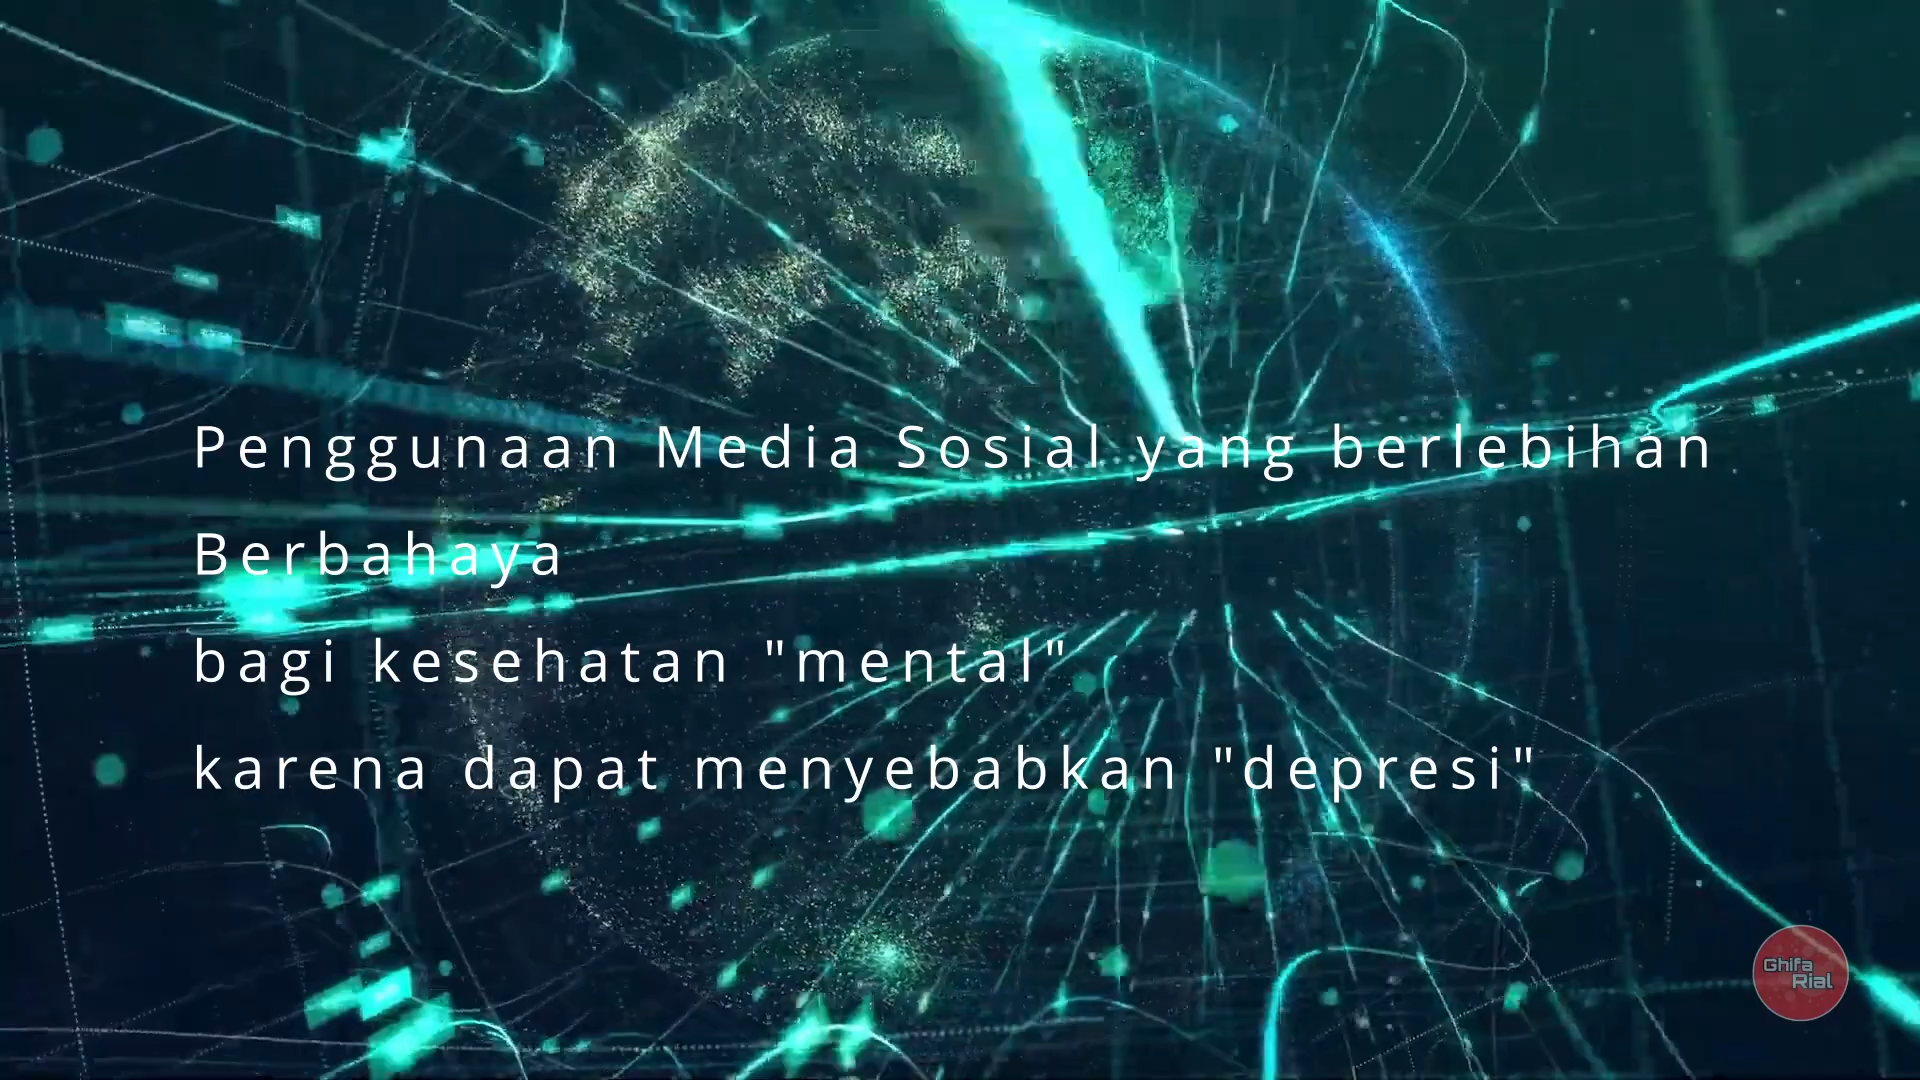 Penggunaan Media Sosial yang berlebihan
Berbahaya
bagi kesehatan "mental"
karena dapat menyebabkan "depresi"
Ghifa
Rial